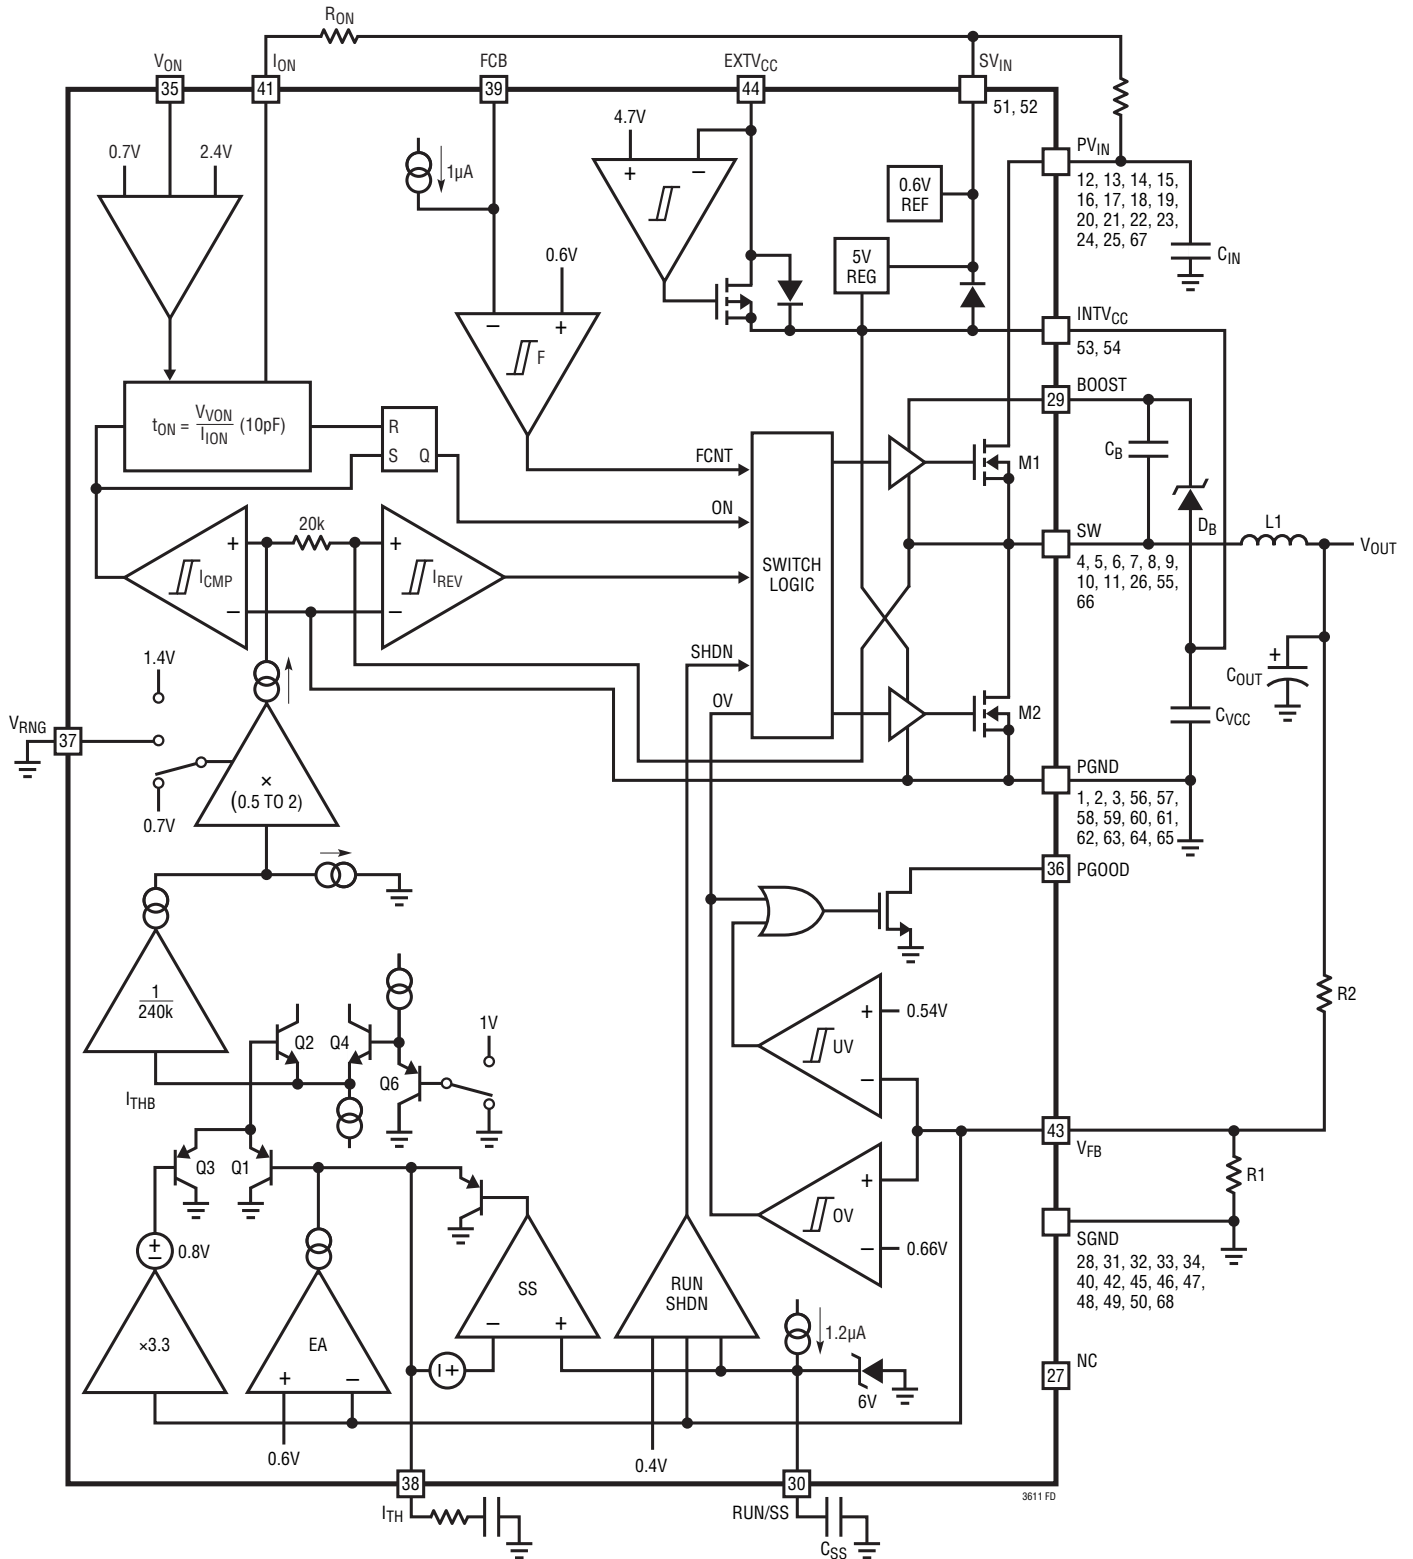 RON
VON
ION
FCB
EXTVCC
SVIN
35
41
39
44
51, 52
0.7V
2.4V
1µA
4.7V
+
−
0.6V
REF
PVIN
12, 13, 14, 15,
16, 17, 18, 19,
20, 21, 22, 23,
24, 25, 67
CIN
5V
REG
0.6V
−
+
F
INTVCC
53, 54
BOOST
29
tON = VVON/IION (10pF)
R
S Q
FCNT
ON
SWITCH
LOGIC
M1
CB
DB
SW
4, 5, 6, 7, 8, 9,
10, 11, 26, 55,
66
L1
VOUT
20k
+
−
ICMP
+
−
IREV
SHDN
OV
M2
+
COUT
CVCC
1.4V
VRNG
37
0.7V
×
(0.5 TO 2)
PGND
1, 2, 3, 56, 57,
58, 59, 60, 61,
62, 63, 64, 65
36
PGOOD
1
240k
Q2
Q4
Q6
1V
+
−
UV
0.54V
R2
ITHB
Q3
Q1
43
VFB
R1
+
−
OV
0.66V
SGND
28, 31, 32, 33, 34,
40, 42, 45, 46, 47,
48, 49, 50, 68
+
−
0.8V
×3.3
EA
+
−
0.6V
SS
−
+
+
RUN
SHDN
0.4V
1.2µA
6V
NC
27
38
ITH
30
RUN/SS
CSS
3611 FD